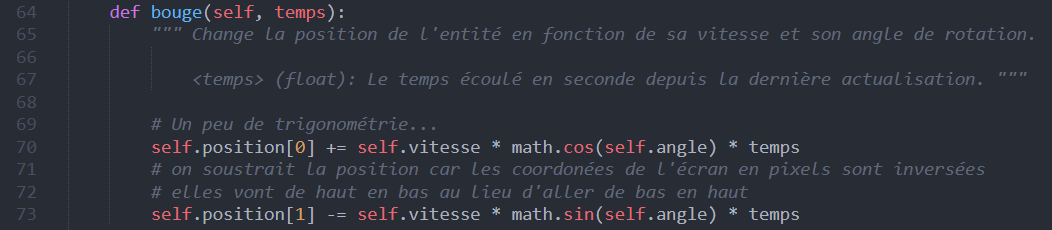 64 def bouge(self, temps):
65 """ Change la position de l'entité en fonction de sa vitesse et son angle de rotation.
66
67 <temps> (float): Le temps écoulé en seconde depuis la dernière actualisation. """
68
69 # Un peu de trigonométrie...
70 self.position[0] += self.vitesse * math.cos(self.angle) * temps
71 # on soustrait la position car les coordonées de l'écran en pixels sont inversées
72 # elles vont de haut en bas au lieu d'aller de bas en haut
73 self.position[1] -= self.vitesse * math.sin(self.angle) * temps